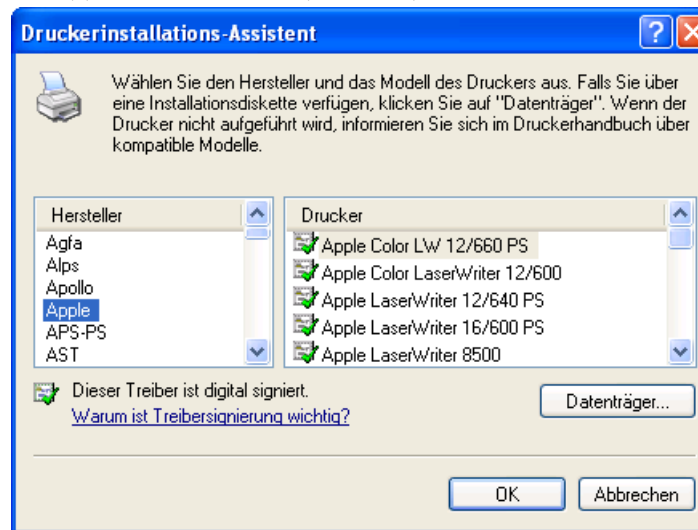 Druckerinstallations-Assistent
Wählen Sie den Hersteller und das Modell des Druckers aus. Falls Sie über
eine Installationsdiskette verfügen, klicken Sie auf "Datenträger". Wenn der
Drucker nicht aufgeführt wird, informieren Sie sich im Druckerhandbuch über
kompatible Modelle.
Hersteller
Agfa
Alps
Apollo
Apple
APS-PS
AST
Drucker
Apple Color LW 12/660 PS
Apple Color LaserWriter 12/600
Apple LaserWriter 12/640 PS
Apple LaserWriter 16/600 PS
Apple LaserWriter 8500
Dieser Treiber ist digital signiert.
Warum ist Treibersignierung wichtig?
Datenträger...
OK
Abbrechen